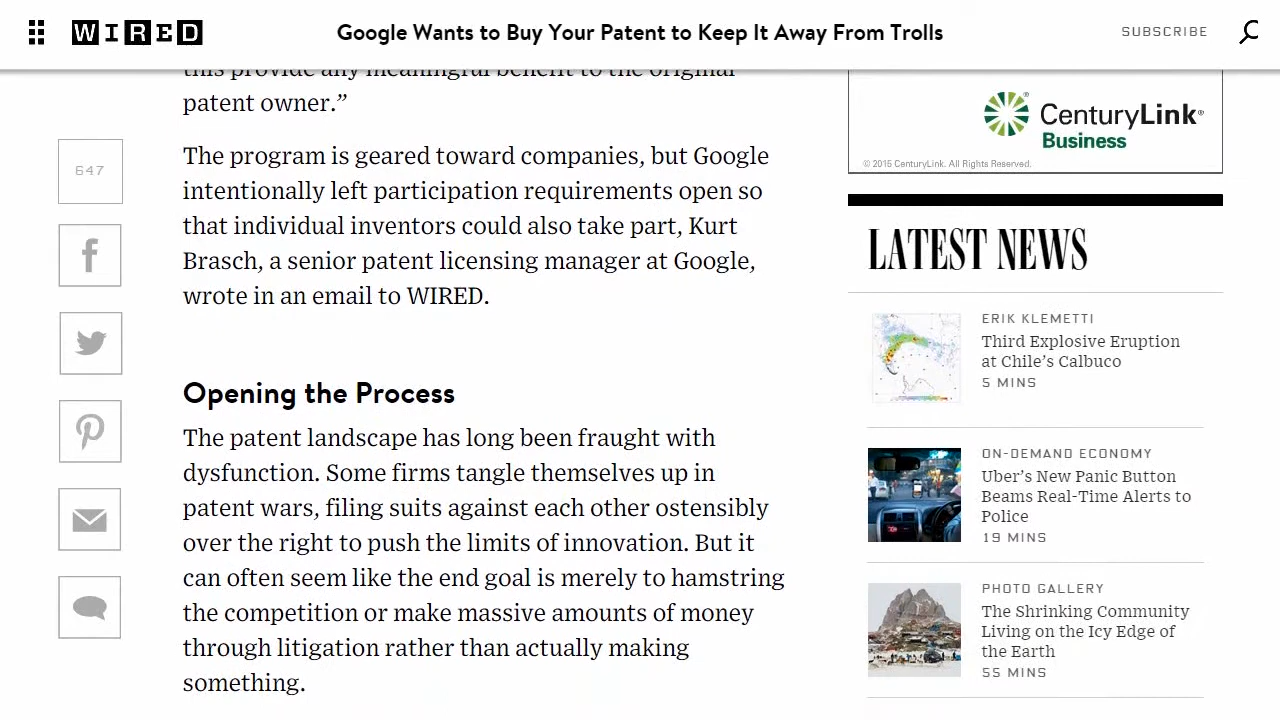 WIRED
Google Wants to Buy Your Patent to Keep It Away From Trolls
SUBSCRIBE
this provide any meaningful benefit to the original
patent owner.”
The program is geared toward companies, but Google
intentionally left participation requirements open so
that individual inventors could also take part, Kurt
Brasch, a senior patent licensing manager at Google,
wrote in an email to WIRED.
Opening the Process
The patent landscape has long been fraught with
dysfunction. Some firms tangle themselves up in
patent wars, filing suits against each other ostensibly
over the right to push the limits of innovation. But it
can often seem like the end goal is merely to hamstring
the competition or make massive amounts of money
through litigation rather than actually making
something.
647
CenturyLink®
Business
© 2015 CenturyLink. All Rights Reserved.
LATEST NEWS
ERIK KLEMETTI
Third Explosive Eruption
at Chile’s Calbuco
5 MINS
ON-DEMAND ECONOMY
Uber’s New Panic Button
Beams Real-Time Alerts to
Police
19 MINS
PHOTO GALLERY
The Shrinking Community
Living on the Icy Edge of
the Earth
55 MINS